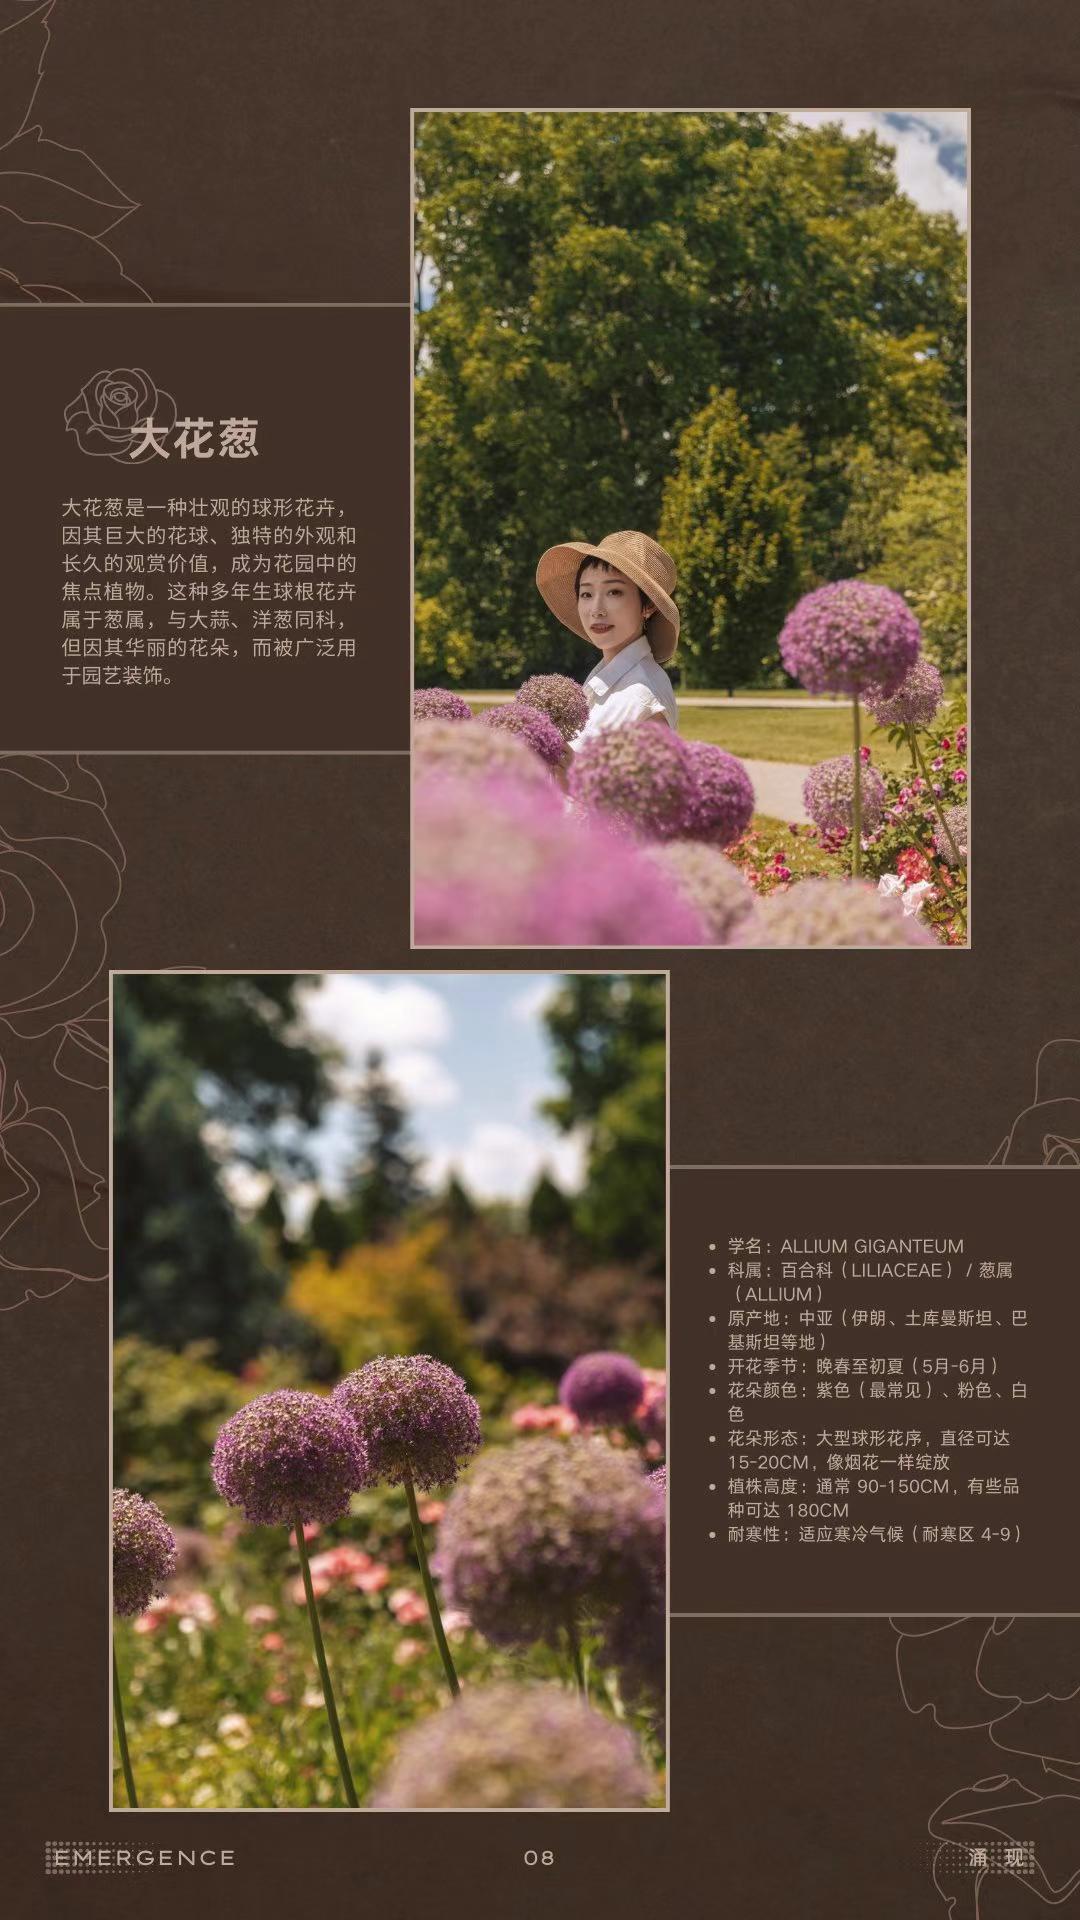 大花葱
大花葱是一种壮观的球形花卉，
因其巨大的花球、独特的外观和
长久的观赏价值，成为花园中的
焦点植物。这种多年生球根花卉
属于葱属，与大蒜、洋葱同科，
但因其华丽的花朵，而被广泛用
于园艺装饰。
• 学名：ALLIUM GIGANTEUM
• 科属：百合科（LILIACEAE）/ 葱属
（ALLIUM）
• 原产地：中亚（伊朗、土库曼斯坦、巴
基斯坦等地）
• 开花季节：晚春至初夏（5月-6月）
• 花朵颜色：紫色（最常见）、粉色、白
色
• 花朵形态：大型球形花序，直径可达
15-20CM，像烟花一样绽放
• 植株高度：通常 90-150CM，有些品
种可达 180CM
• 耐寒性：适应寒冷气候（耐寒区 4-9）
EMERGENCE
08
涌 现